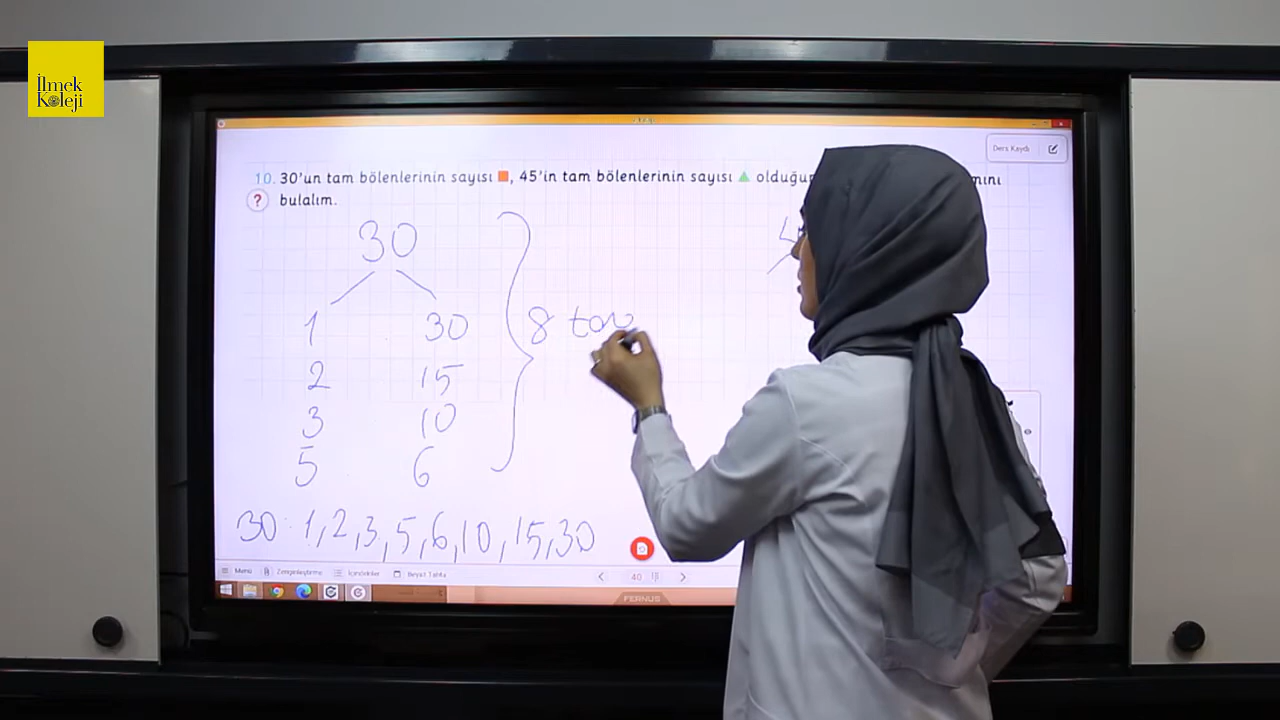 İlmek
Koleji
Ders Kaydı
10. 30'un tam bölenlerinin sayısı ■, 45'in tam bölenlerinin sayısı ▲
?
bulalım.
30
1 30
2 15
3 10
5 6
8
30: 1,2,3,5,6,10,15,30
Menü Zenginleştirme İçindekiler Beyaz Tahta
< 40 >
FERNUS